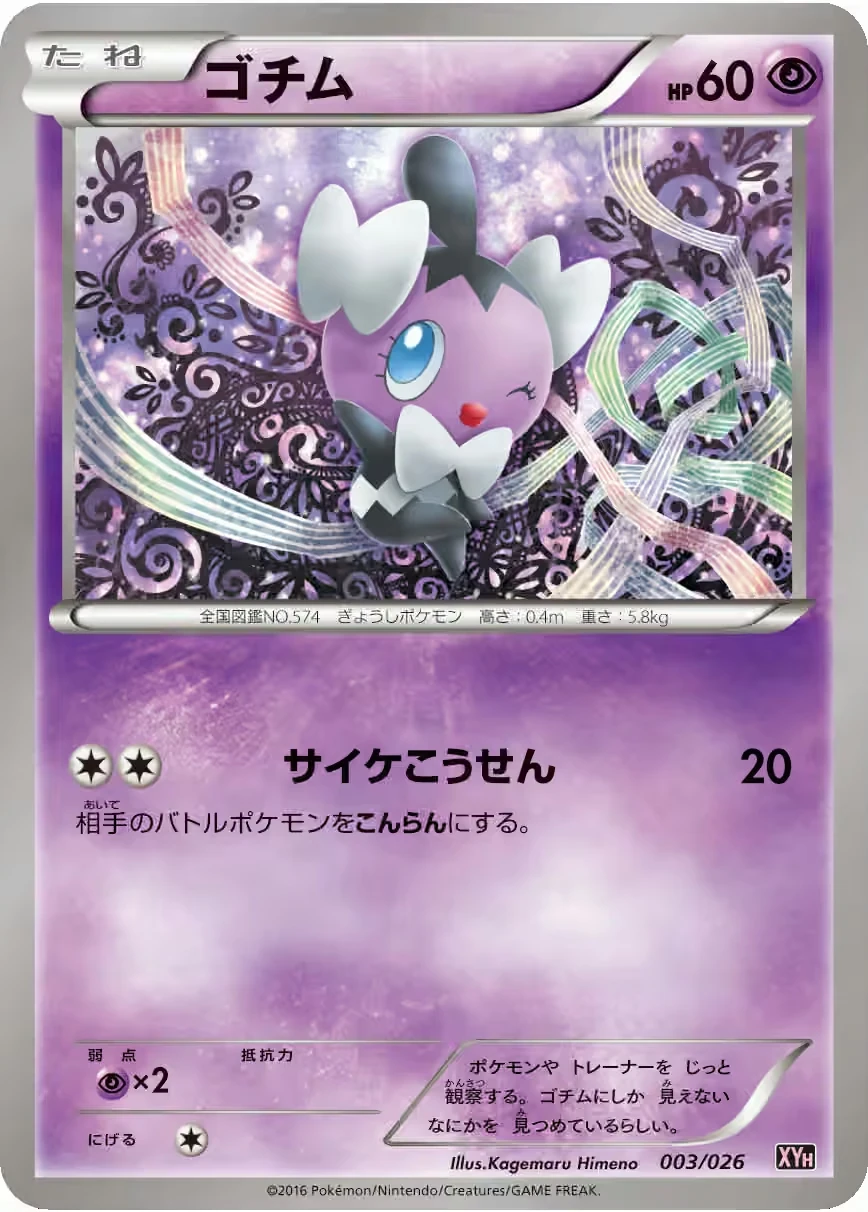 たね ゴチム HP60
全国図鑑NO.574 ぎょうしポケモン 高さ:0.4m 重さ:5.8kg
サイケこうせん 20
あいて
相手のバトルポケモンをこんらんにする。
弱点 抵抗力
×2
にげる
ポケモンや トレーナーを じっと
かんさつ み
観察する。ゴチムにしか 見えない
み
なにかを 見つめているらしい。
Illus.Kagemaru Himeno 003/026 XYH
©2016 Pokémon/Nintendo/Creatures/GAME FREAK.